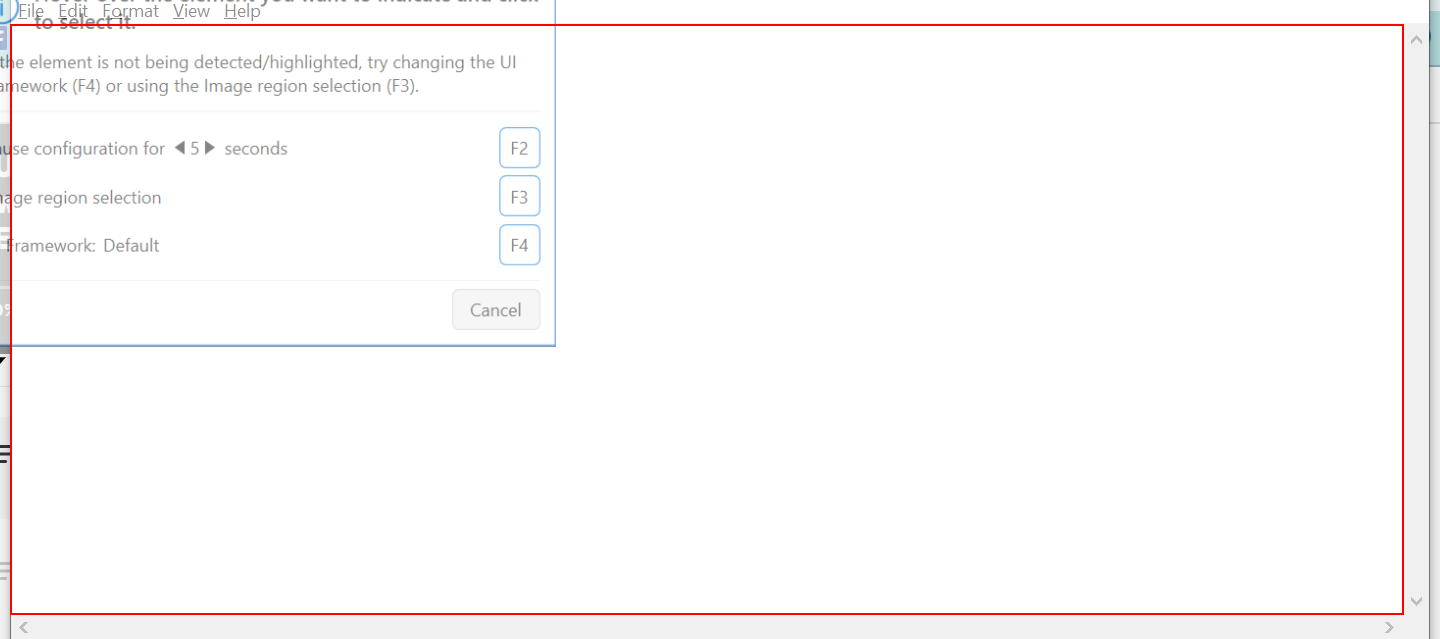 File Edit Format View Help
to select it.
the element is not being detected/highlighted, try changing the UI
amework (F4) or using the Image region selection (F3).
use configuration for 5 seconds
F2
age region selection
F3
Framework: Default
F4
Cancel